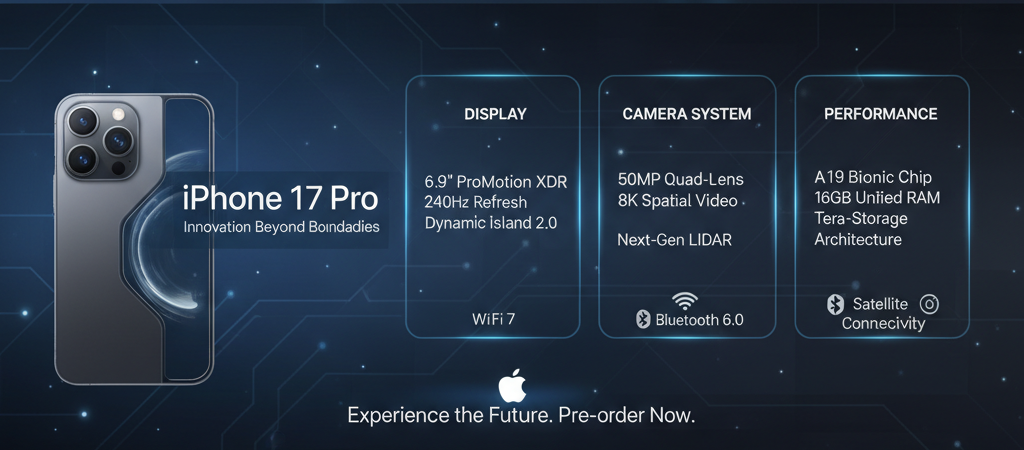 iPhone 17 Pro
Innovation Beyond Boındadies
DISPLAY
6.9" ProMotion XDR
240Hz Refresh
Dynamic island 2.0
WiFi 7
CAMERA SYSTEM
50MP Quad-Lens
8K Spatial Video
Next-Gen LIDAR
Bluetooth 6.0
PERFORMANCE
A19 Bionic Chip
16GB Unified RAM
Tera-Storage
Architecture
Satellite
Connecivity
Experience the Future. Pre-order Now.